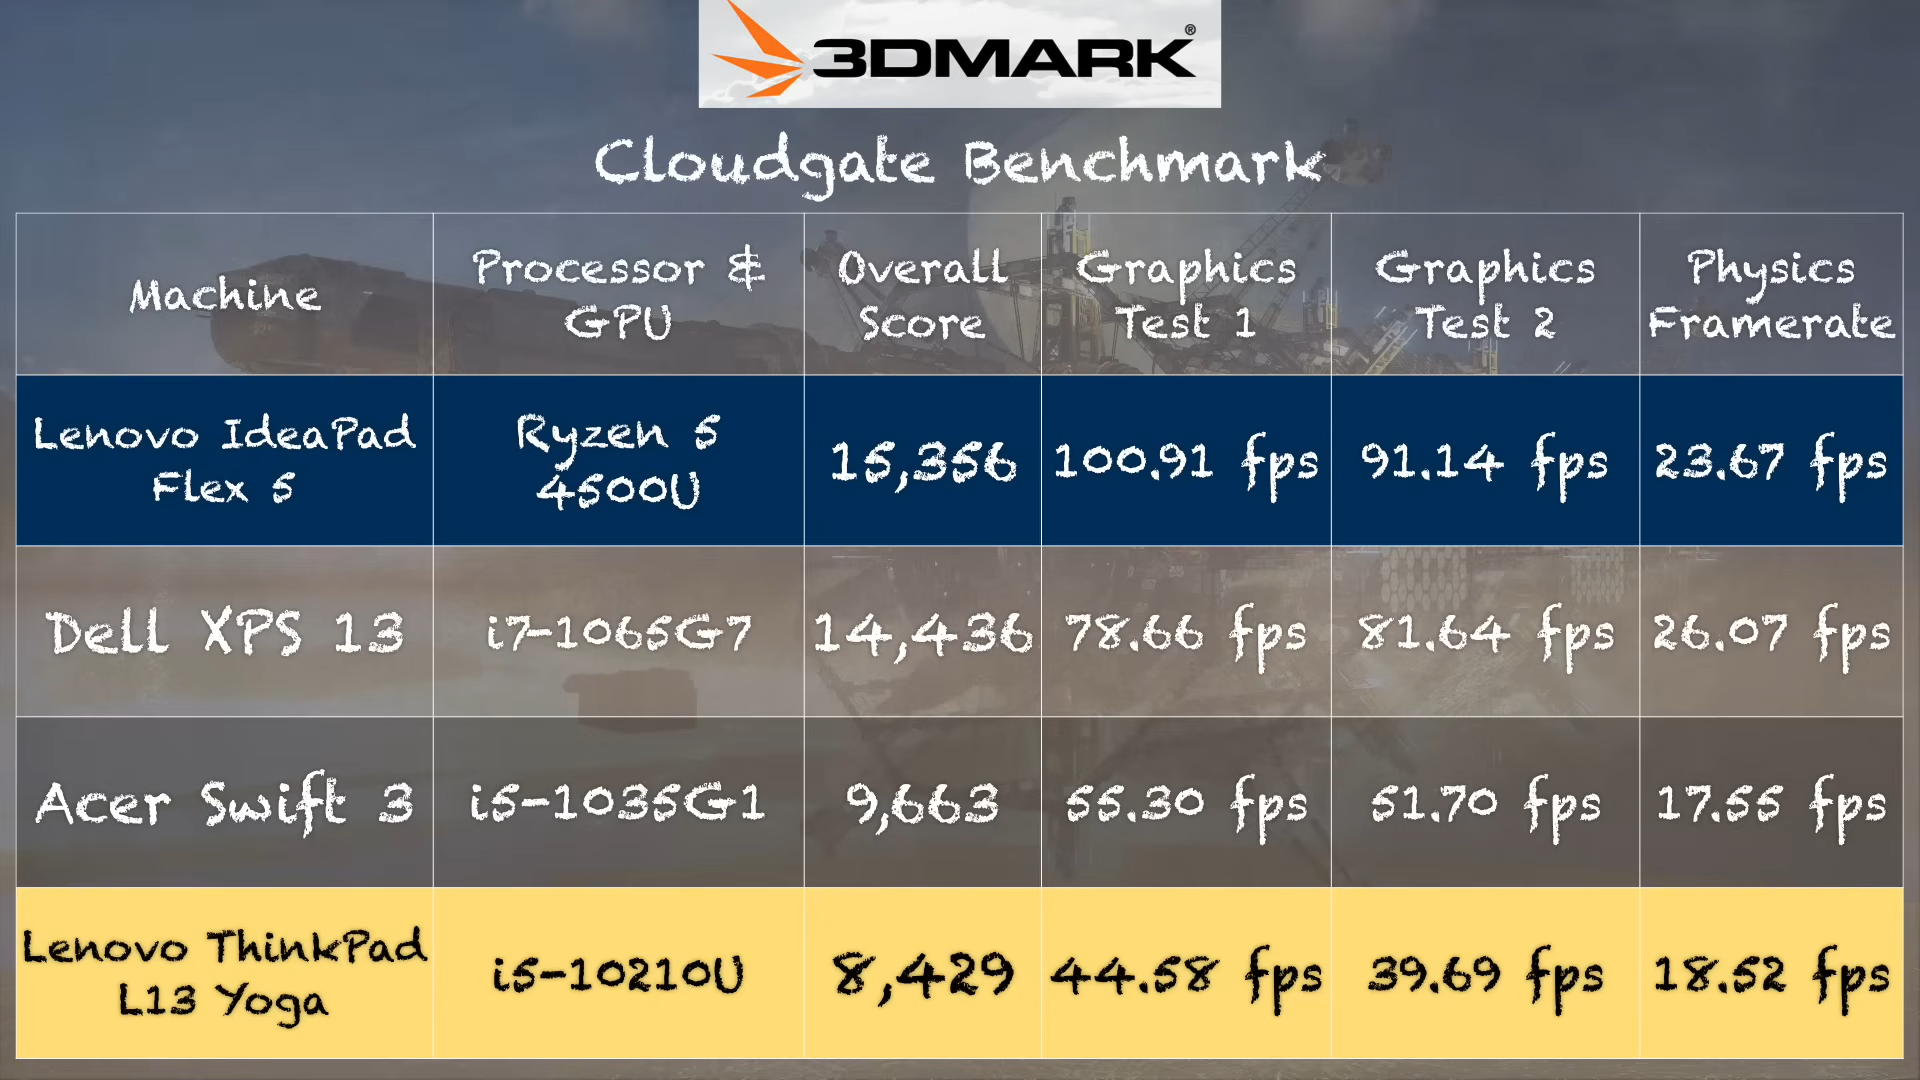 3DMARK®
Cloudgate Benchmark
Machine
Processor &
GPU
Overall
Score
Graphics
Test 1
Graphics
Test 2
Physics
Framerate
Lenovo IdeaPad
Flex 5
Ryzen 5
4500U
15,356
100.91 fps
91.14 fps
23.67 fps
Dell XPS 13
i7-1065G7
14,436
78.66 fps
81.64 fps
26.07 fps
Acer Swift 3
i5-1035G1
9,663
55.30 fps
51.70 fps
17.55 fps
Lenovo ThinkPad
L13 Yoga
i5-10210U
8,429
44.58 fps
39.69 fps
18.52 fps